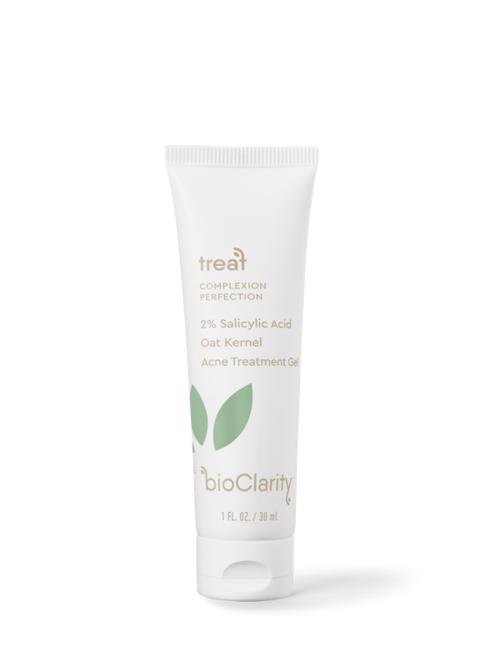 treat
COMPLEXION
PERFECTION
2% Salicylic Acid
Oat Kernel
Acne Treatment Gel
bioClarity
1 FL. OZ. / 30 mL